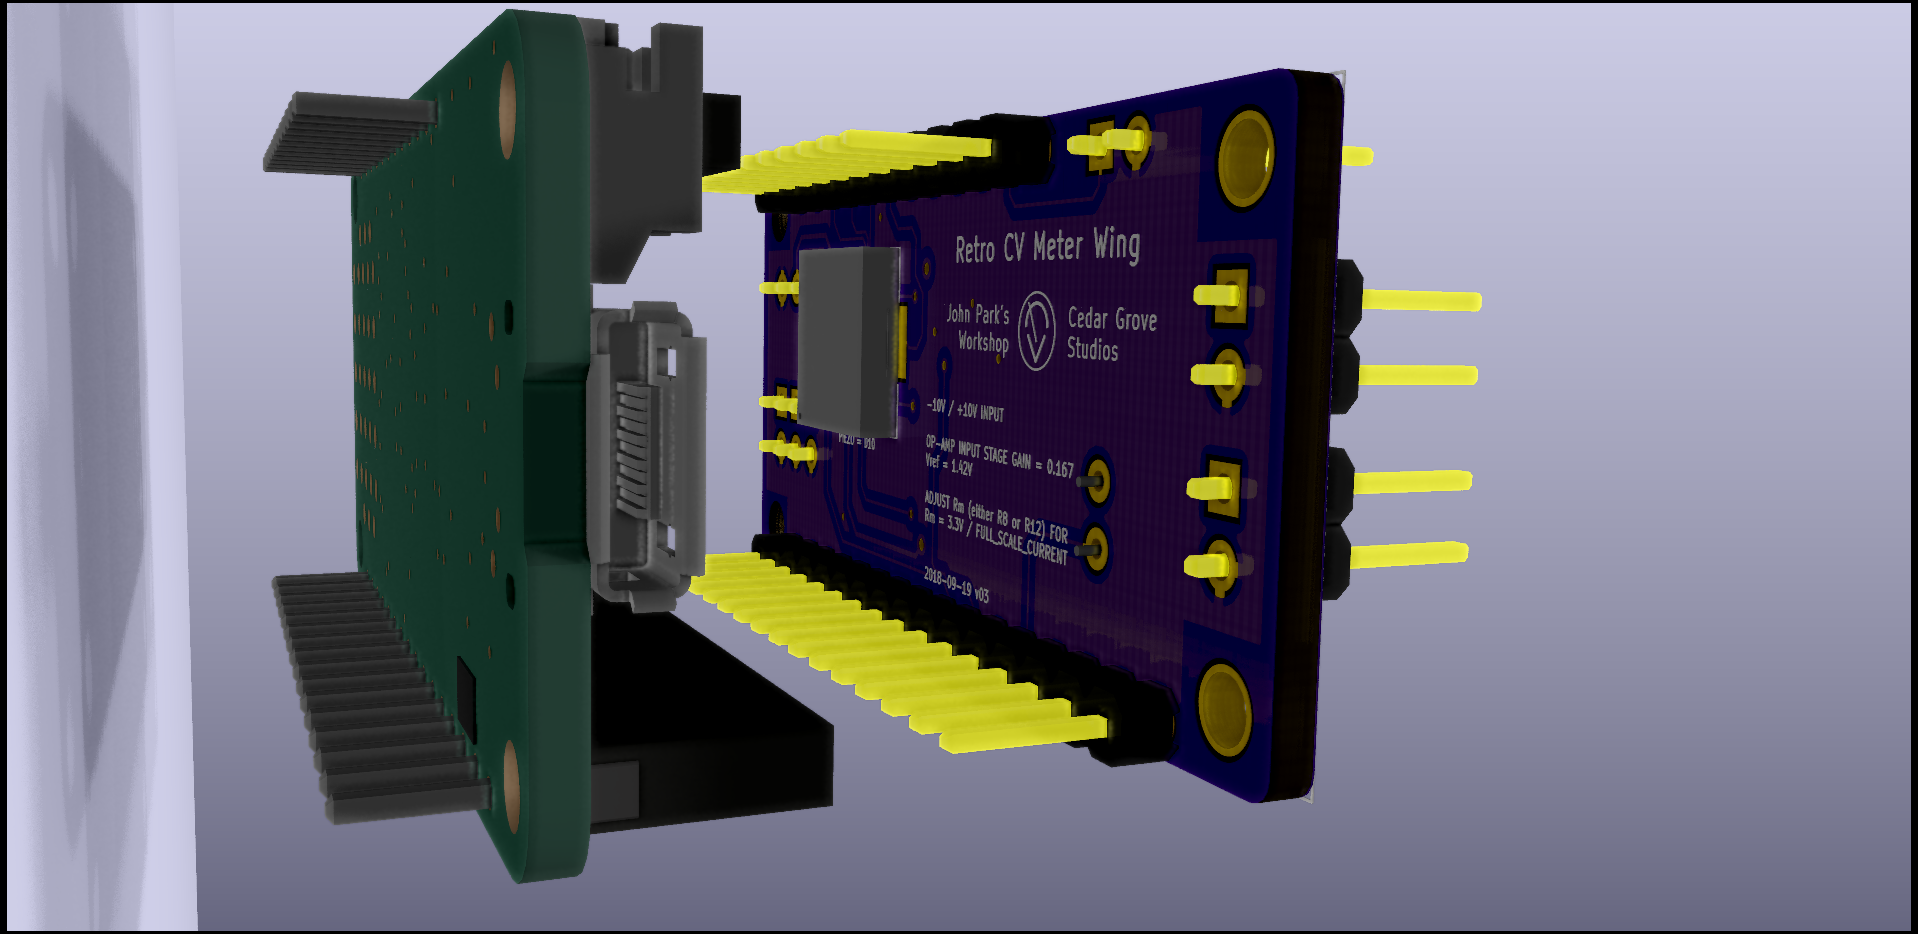 Retro CV Meter Wing
John Park's
Workshop
Cedar Grove
Studios
-10V / +10V INPUT
PIEZO = D10
OP-AMP INPUT STAGE GAIN = 0.167
Vref = 1.42V
ADJUST Rm (either R8 or R12) FOR
Rm = 3.3V / FULL_SCALE_CURRENT
2018-09-19 v03